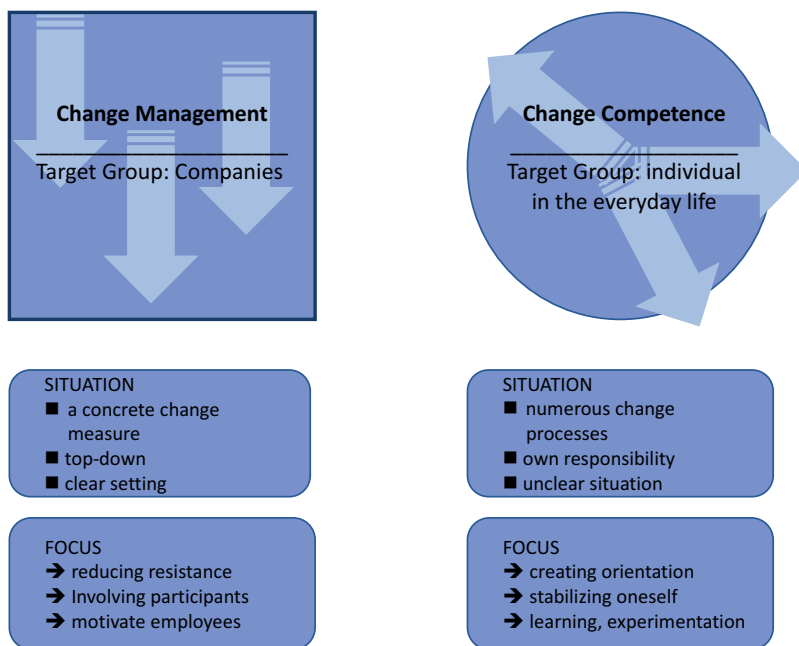 Change Management
Target Group: Companies
SITUATION
■ a concrete change
measure
■ top-down
■ clear setting
FOCUS
➔ reducing resistance
➔ Involving participants
➔ motivate employees
Change Competence
Target Group: individual
in the everyday life
SITUATION
■ numerous change
processes
■ own responsibility
■ unclear situation
FOCUS
➔ creating orientation
➔ stabilizing oneself
➔ learning, experimentation